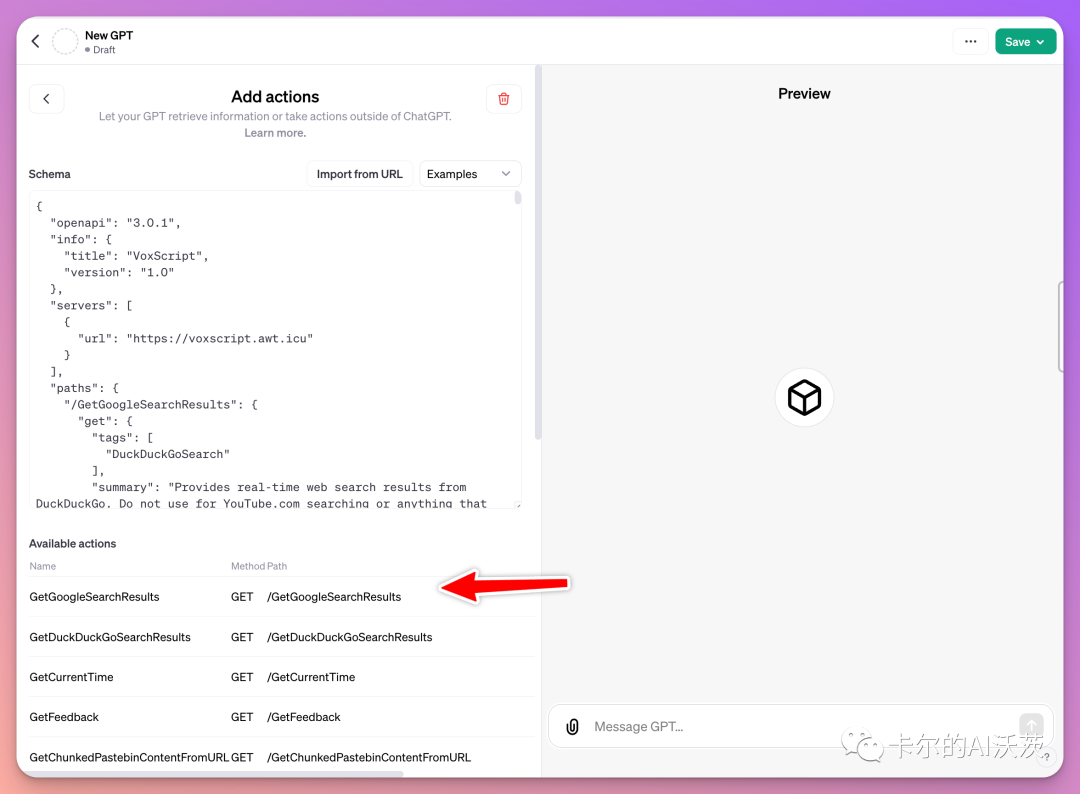 New GPT
Draft
Save
Add actions
Let your GPT retrieve information or take actions outside of ChatGPT.
Learn more.
Schema
Import from URL
Examples
{
"openapi": "3.0.1",
"info": {
"title": "VoxScript",
"version": "1.0"
},
"servers": [
{
"url": "https://voxscript.awt.icu"
}
],
"paths": {
"/GetGoogleSearchResults": {
"get": {
"tags": [
"DuckDuckGoSearch"
],
"summary": "Provides real-time web search results from
DuckDuckGo. Do not use for YouTube.com searching or anything that
Available actions
Name Method Path
GetGoogleSearchResults GET /GetGoogleSearchResults
GetDuckDuckGoSearchResults GET /GetDuckDuckGoSearchResults
GetCurrentTime GET /GetCurrentTime
GetFeedback GET /GetFeedback
GetChunkedPastebinContentFromURL GET /GetChunkedPastebinContentFromURL
Preview
Message GPT...
卡尔的AI沃茨
?